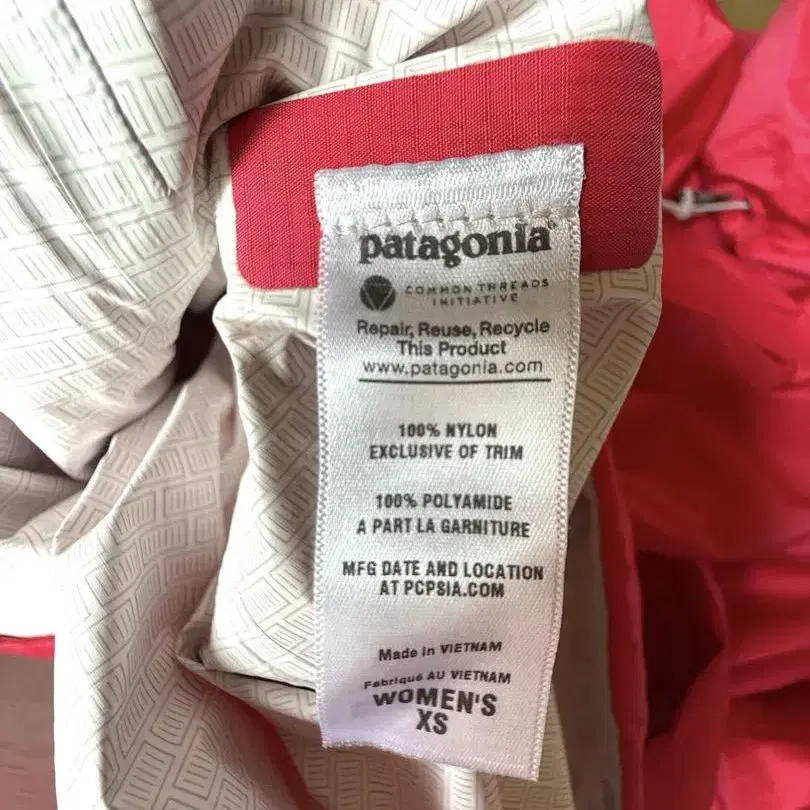 patagonia®
COMMON THREADS
INITIATIVE
Repair, Reuse, Recycle
This Product
www.patagonia.com
100% NYLON
EXCLUSIVE OF TRIM
100% POLYAMIDE
A PART LA GARNITURE
MFG DATE AND LOCATION
AT PCPSIA.COM
Made in VIETNAM
Fabriqué AU VIETNAM
WOMEN'S
XS